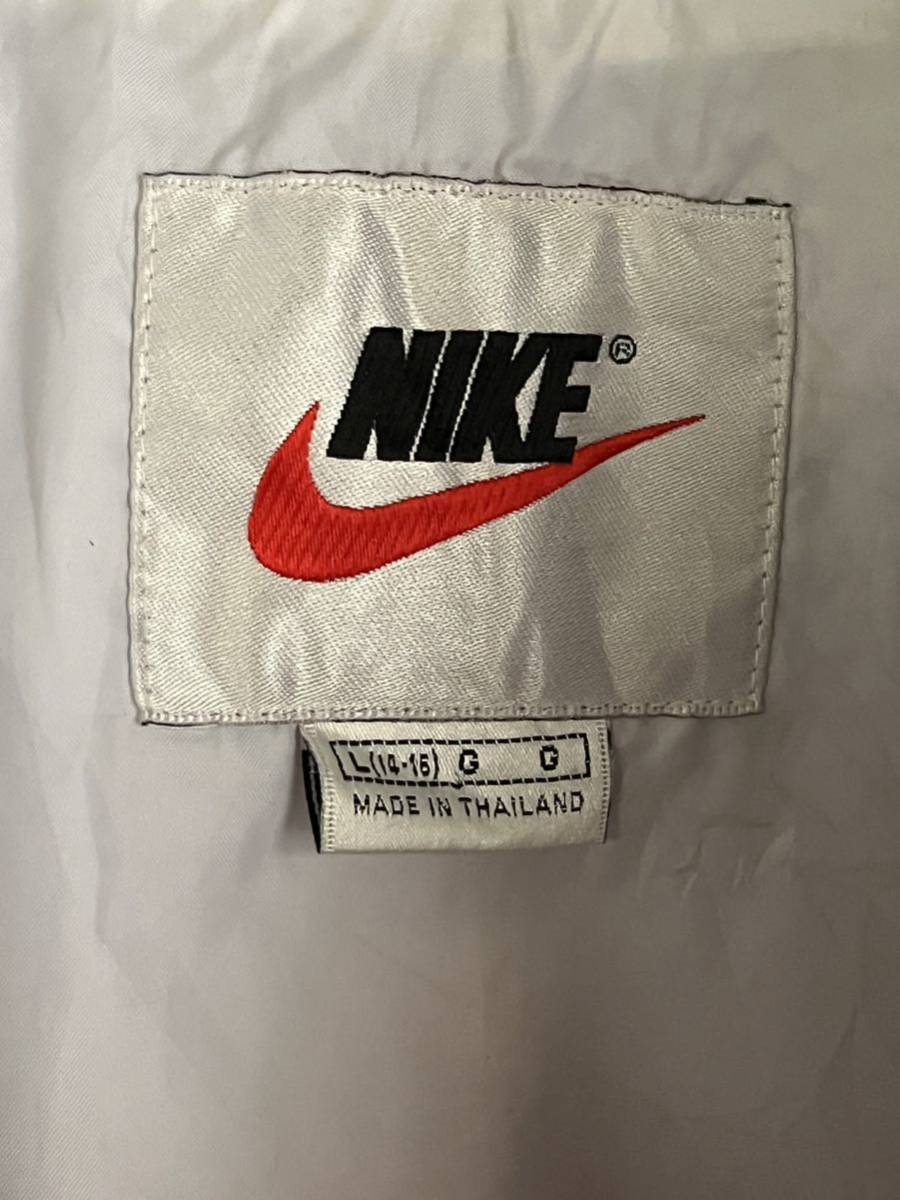 NIKE®
L(14-16) G G
MADE IN THAILAND